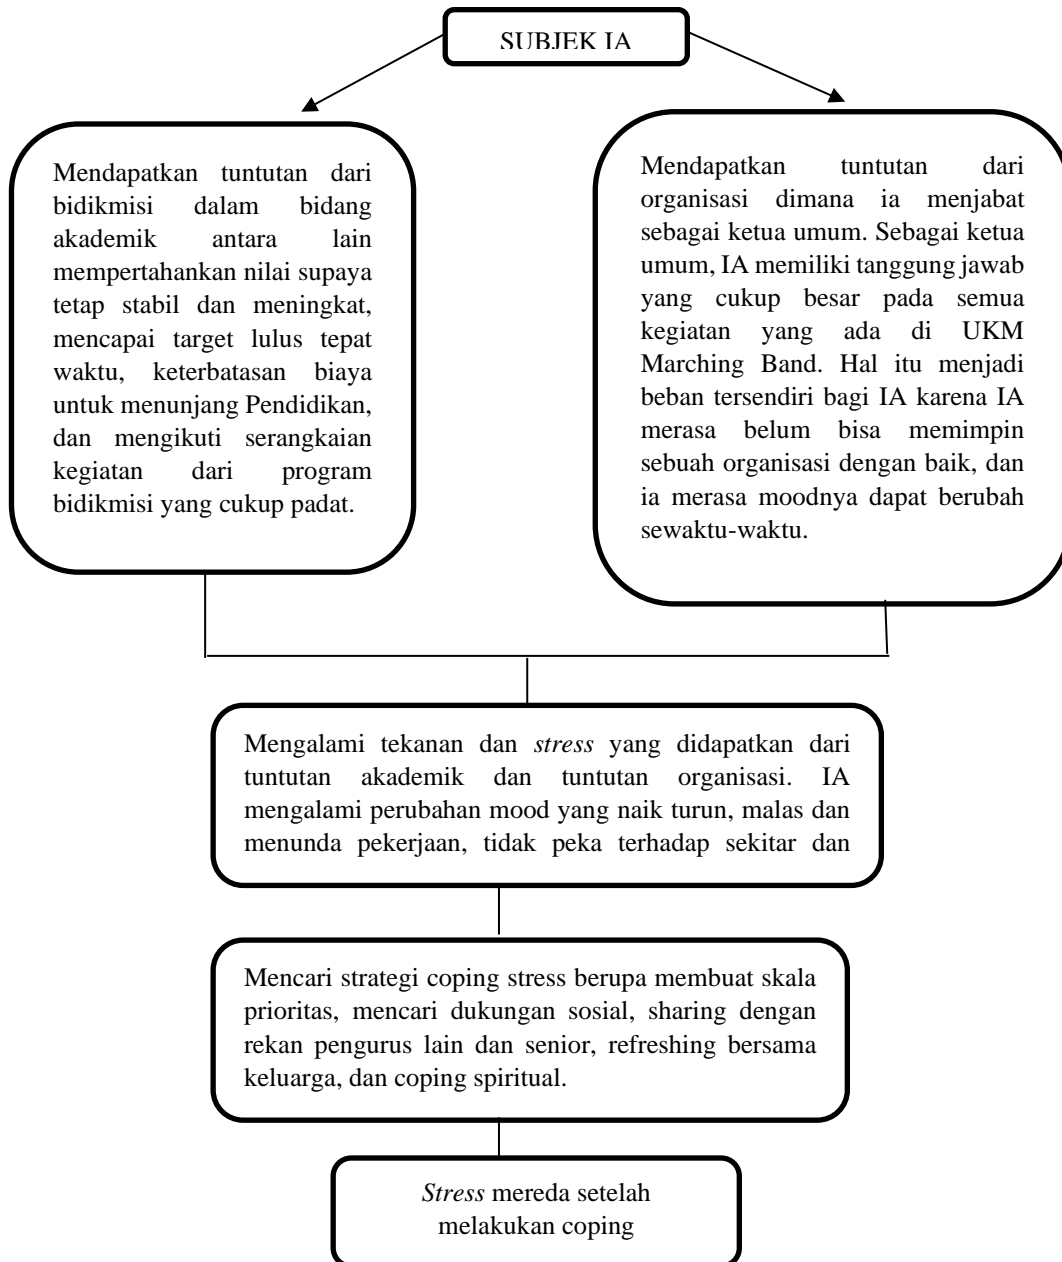 SUBJEK IA
Mendapatkan tuntutan dari
bidikmisi dalam bidang
akademik antara lain
mempertahankan nilai supaya
tetap stabil dan meningkat,
mencapai target lulus tepat
waktu, keterbatasan biaya
untuk menunjang Pendidikan,
dan mengikuti serangkaian
kegiatan dari program
bidikmisi yang cukup padat.
Mendapatkan tuntutan dari
organisasi dimana ia menjabat
sebagai ketua umum. Sebagai ketua
umum, IA memiliki tanggung jawab
yang cukup besar pada semua
kegiatan yang ada di UKM
Marching Band. Hal itu menjadi
beban tersendiri bagi IA karena IA
merasa belum bisa memimpin
sebuah organisasi dengan baik, dan
ia merasa moodnya dapat berubah
sewaktu-waktu.
Mengalami tekanan dan stress yang didapatkan dari
tuntutan akademik dan tuntutan organisasi. IA
mengalami perubahan mood yang naik turun, malas dan
menunda pekerjaan, tidak peka terhadap sekitar dan
Mencari strategi coping stress berupa membuat skala
prioritas, mencari dukungan sosial, sharing dengan
rekan pengurus lain dan senior, refreshing bersama
keluarga, dan coping spiritual.
Stress mereda setelah
melakukan coping